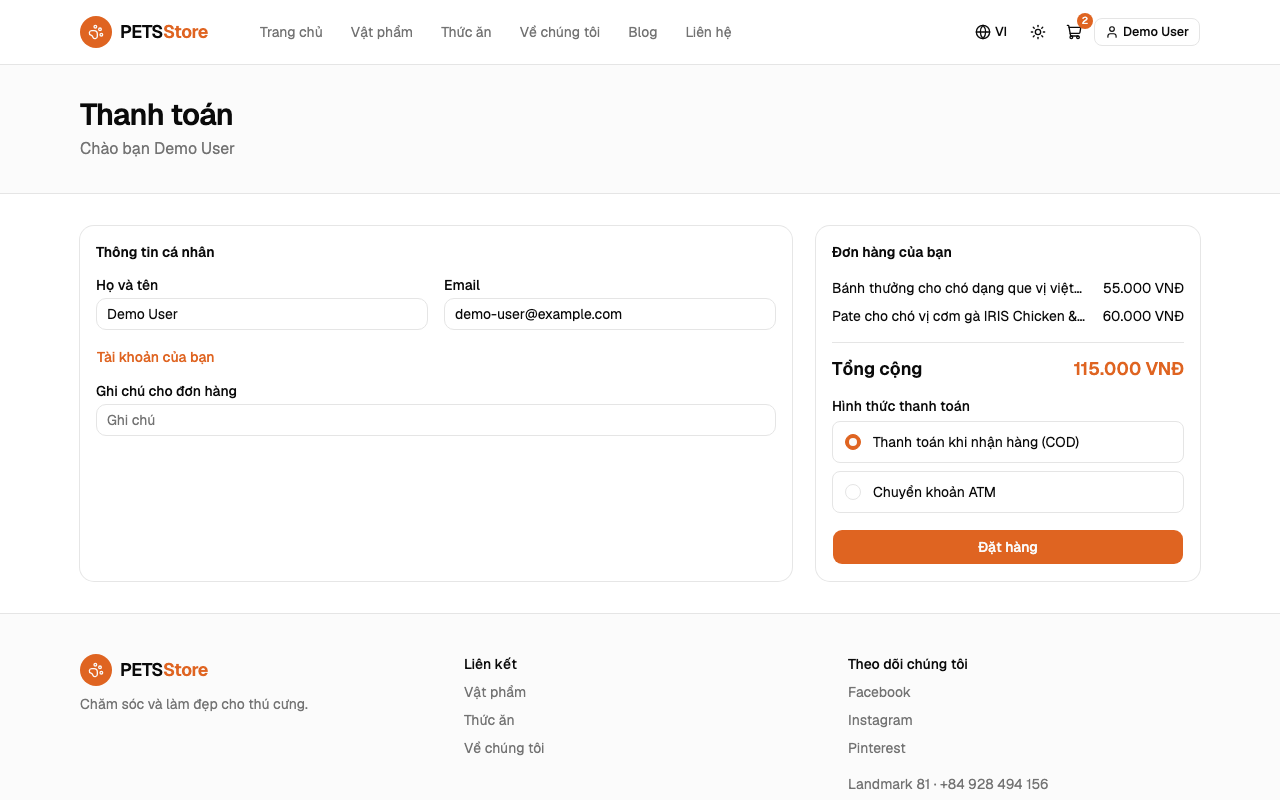 PETSStore
Trang chủ
Vật phẩm
Thức ăn
Về chúng tôi
Blog
Liên hệ
VI
2
Demo User
Thanh toán
Chào bạn Demo User
Thông tin cá nhân
Họ và tên
Email
Demo User
demo-user@example.com
Tài khoản của bạn
Ghi chú cho đơn hàng
Ghi chú
Đơn hàng của bạn
Bánh thưởng cho chó dạng que vị việt... 55.000 VNĐ
Pate cho chó vị cơm gà IRIS Chicken &... 60.000 VNĐ
Tổng cộng 115.000 VNĐ
Hình thức thanh toán
Thanh toán khi nhận hàng (COD)
Chuyển khoản ATM
Đặt hàng
PETSStore
Chăm sóc và làm đẹp cho thú cưng.
Liên kết
Vật phẩm
Thức ăn
Về chúng tôi
Theo dõi chúng tôi
Facebook
Instagram
Pinterest
Landmark 81 · +84 928 494 156